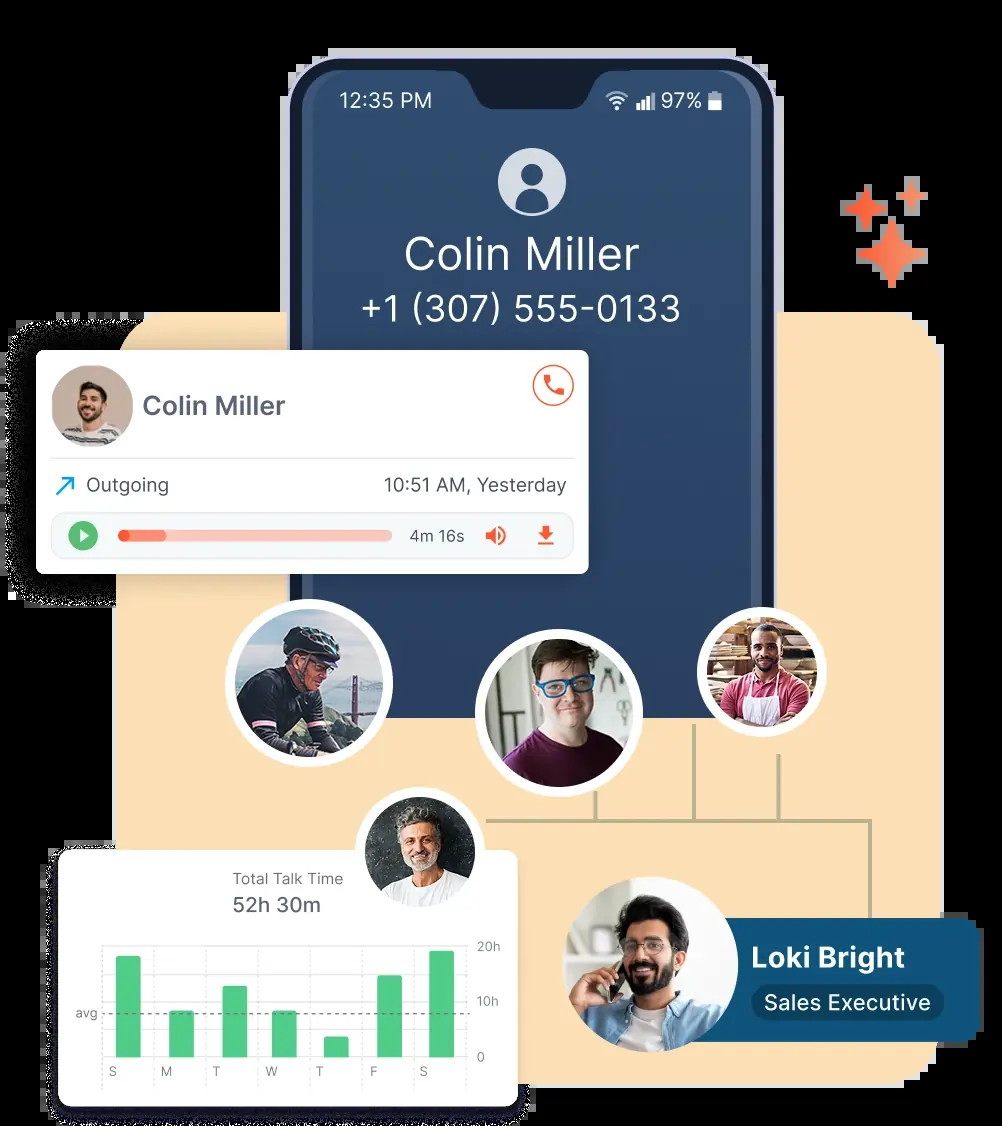 12:35 PM
97%
Colin Miller
+1 (307) 555-0133
Colin Miller
Outgoing
10:51 AM, Yesterday
4m 16s
Total Talk Time
52h 30m
20h
10h
avg
0
S M T W T F S
Loki Bright
Sales Executive